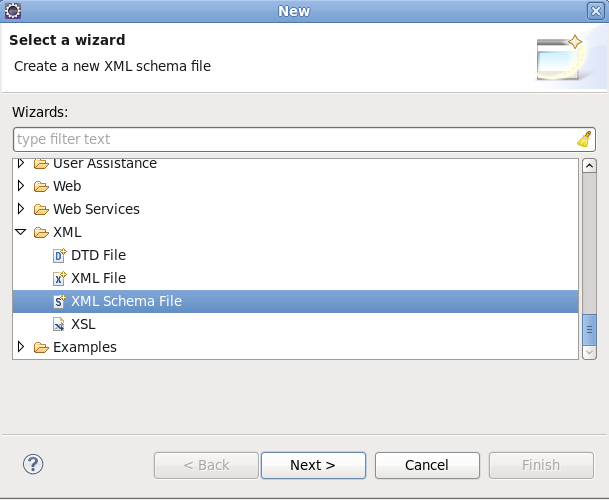 New
Select a wizard
Create a new XML schema file
Wizards:
type filter text
User Assistance
Web
Web Services
XML
DTD File
XML File
XML Schema File
XSL
Examples
< Back
Next >
Cancel
Finish